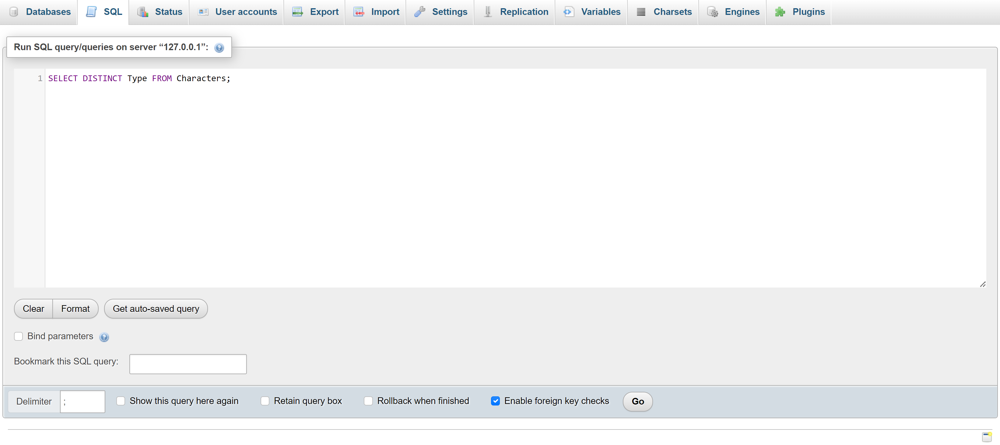 Databases SQL Status User accounts Export Import Settings Replication Variables Charsets Engines Plugins
Run SQL query/queries on server “127.0.0.1”:
1 SELECT DISTINCT Type FROM Characters;
Clear Format Get auto-saved query
Bind parameters
Bookmark this SQL query:
Delimiter ; Show this query here again Retain query box Rollback when finished Enable foreign key checks Go